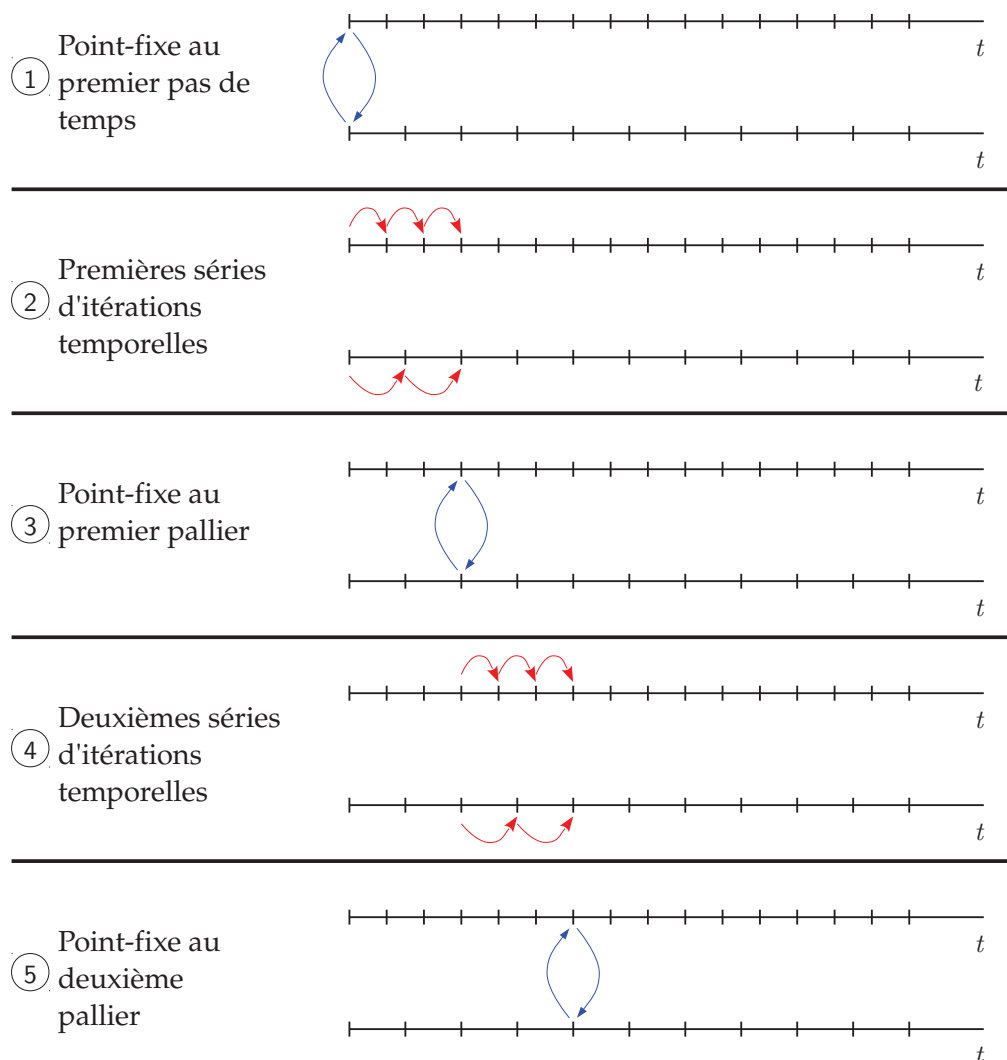 t
1 Point-fixe au
premier pas de
temps
t
t
2 Premières séries
d'itérations
temporelles
t
t
3 Point-fixe au
premier pallier
t
t
4 Deuxièmes séries
d'itérations
temporelles
t
t
5 Point-fixe au
deuxième
pallier
t